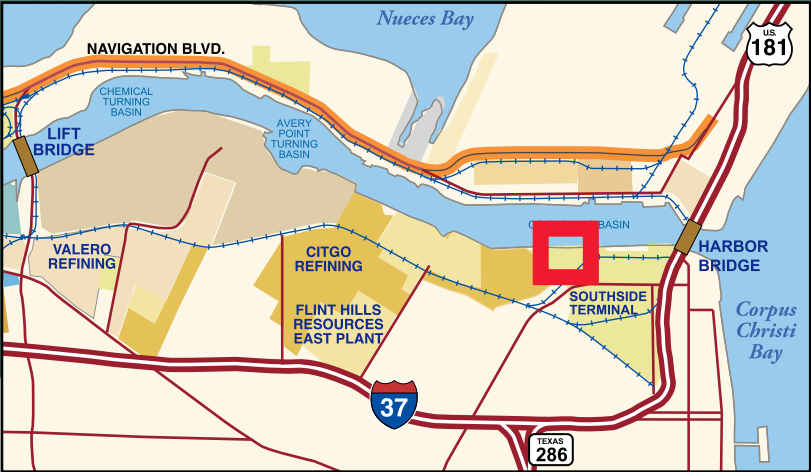 Nueces Bay
U.S.
181
NAVIGATION BLVD.
CHEMICAL
TURNING
BASIN
AVERY
POINT
TURNING
BASIN
LIFT
BRIDGE
BASIN
VALERO
REFINING
CITGO
REFINING
HARBOR
BRIDGE
FLINT HILLS
RESOURCES
EAST PLANT
SOUTHSIDE
TERMINAL
Corpus
Christi
Bay
37
TEXAS
286